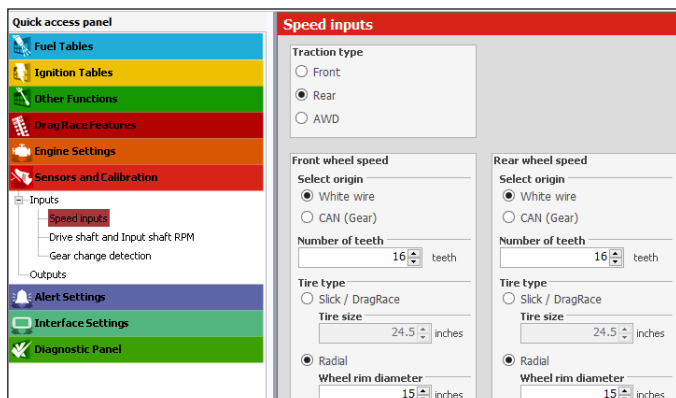 Quick access panel
Fuel Tables
Ignition Tables
Other Functions
Drag Race Features
Engine Settings
Sensors and Calibration
Inputs
Speed inputs
Drive shaft and Input shaft RPM
Gear change detection
Outputs
Alert Settings
Interface Settings
Diagnostic Panel
Speed inputs
Traction type
Front
Rear
AWD
Front wheel speed
Select origin
White wire
CAN (Gear)
Number of teeth
16 teeth
Tire type
Slick / DragRace
Tire size
24.5 inches
Radial
Wheel rim diameter
15 inches
Rear wheel speed
Select origin
White wire
CAN (Gear)
Number of teeth
16 teeth
Tire type
Slick / DragRace
Tire size
24.5 inches
Radial
Wheel rim diameter
15 inches